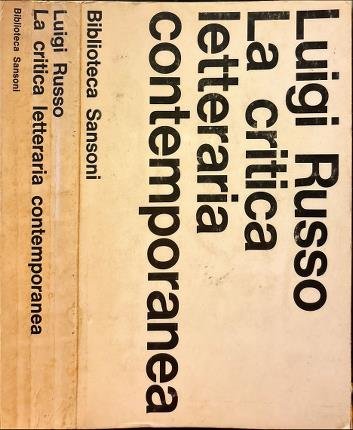 Luigi Russo
La critica
letteraria
contemporanea
Biblioteca Sansoni
Luigi Russo
La critica letteraria contemporanea
Biblioteca Sansoni